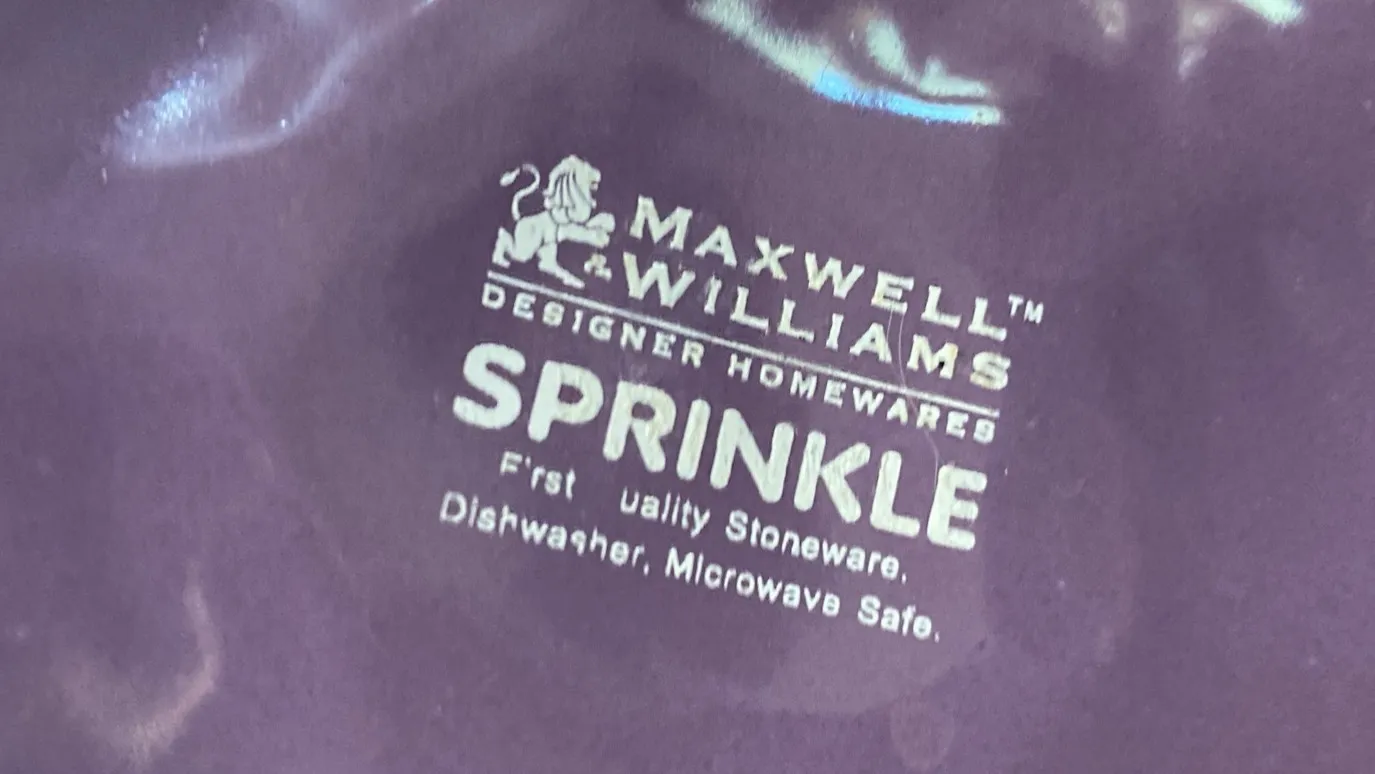 MAXWELL™
& WILLIAMS
DESIGNER HOMEWARES
SPRINKLE
F'rst uality Stoneware.
Dishwasher, Microwave Safe.